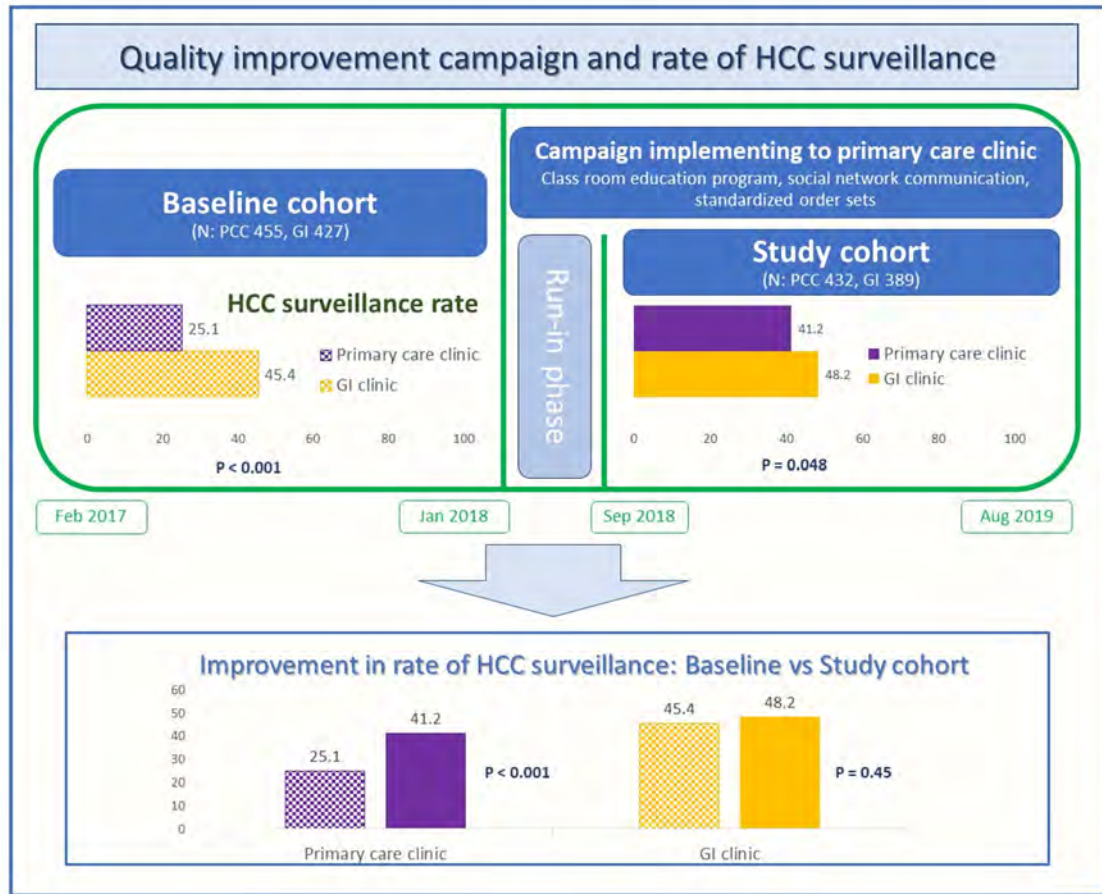 Quality improvement campaign and rate of HCC surveillance
Baseline cohort
(N: PCC 455, GI 427)
HCC surveillance rate
25.1
45.4
Primary care clinic
GI clinic
0 20 40 60 80 100
P < 0.001
Run-in phase
Campaign implementing to primary care clinic
Class room education program, social network communication,
standardized order sets
Study cohort
(N: PCC 432, GI 389)
41.2
48.2
Primary care clinic
GI clinic
0 20 40 60 80 100
P = 0.048
Feb 2017
Jan 2018
Sep 2018
Aug 2019
Improvement in rate of HCC surveillance: Baseline vs Study cohort
60
50
40
30
20
10
0
25.1
41.2
P < 0.001
45.4
48.2
P = 0.45
Primary care clinic
GI clinic